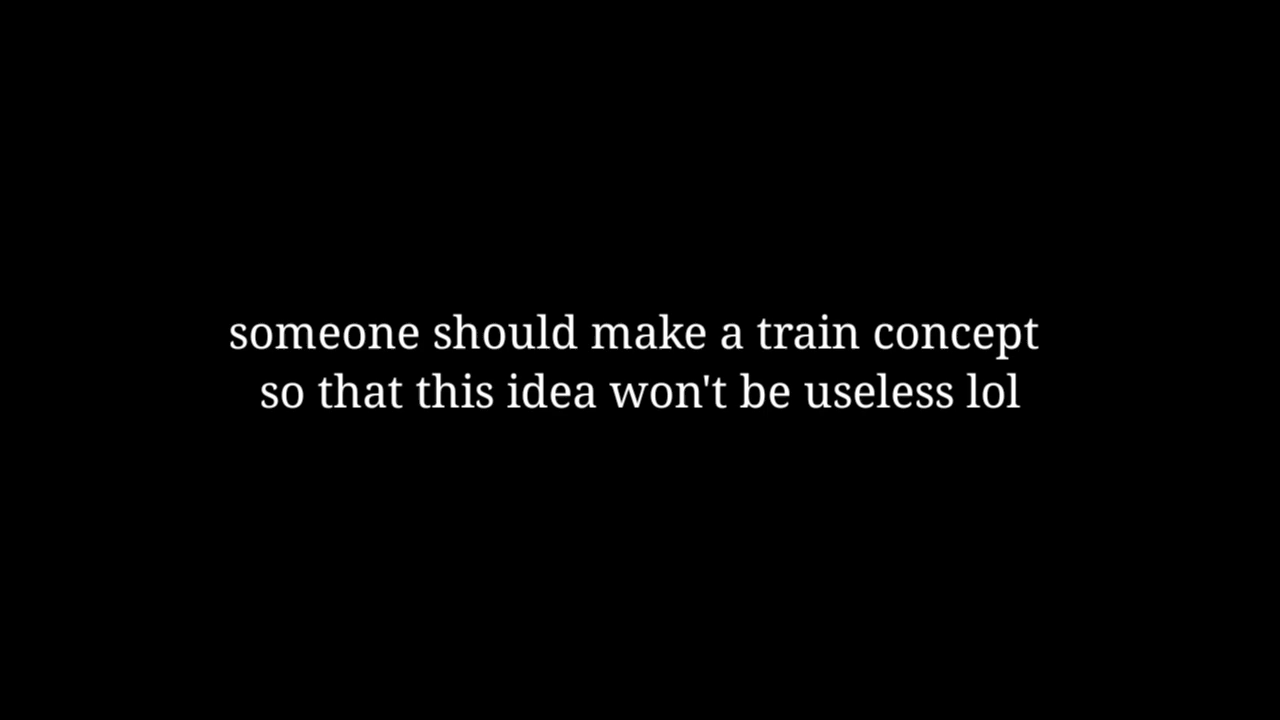 someone should make a train concept
so that this idea won't be useless lol